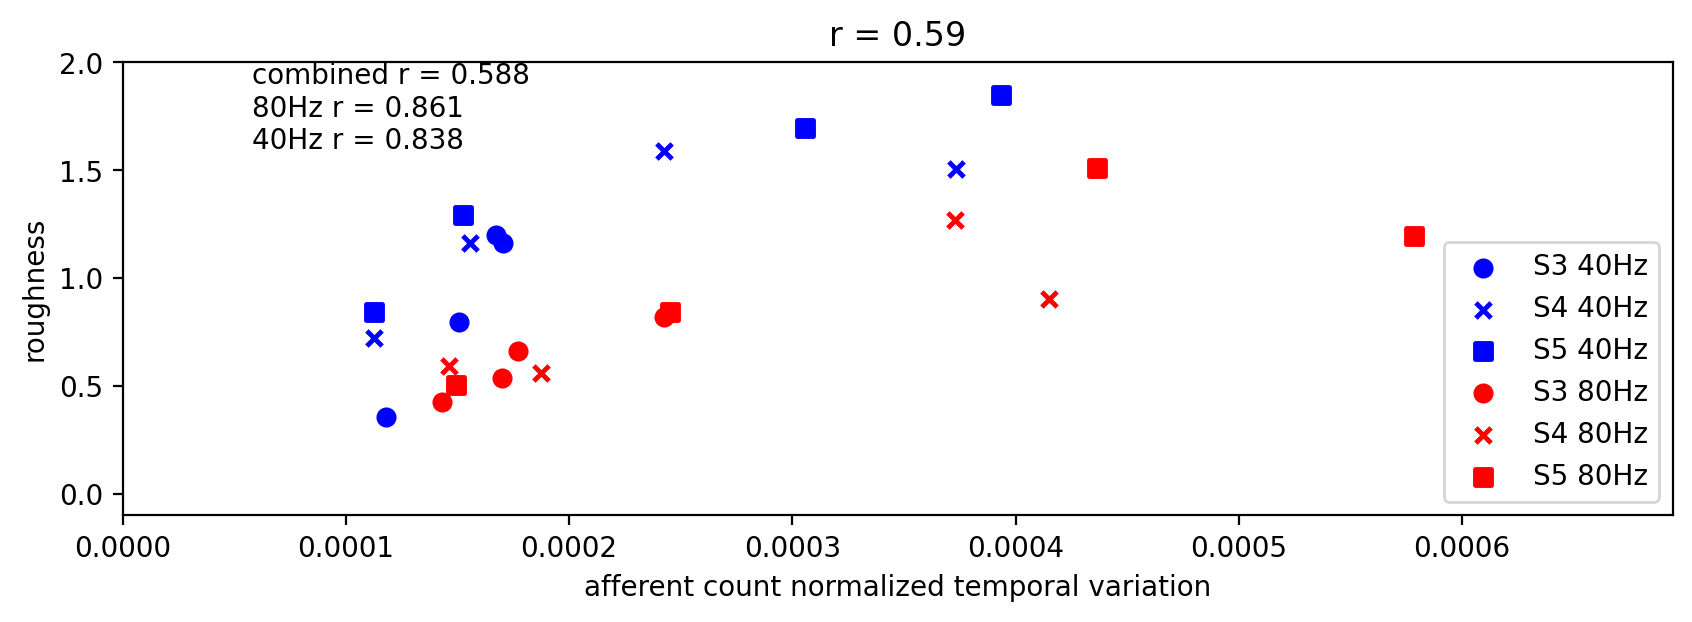 r = 0.59
combined r = 0.588
80Hz r = 0.861
40Hz r = 0.838
2.0
1.5
1.0
0.5
0.0
roughness
S3 40Hz
S4 40Hz
S5 40Hz
S3 80Hz
S4 80Hz
S5 80Hz
0.0000 0.0001 0.0002 0.0003 0.0004 0.0005 0.0006
afferent count normalized temporal variation